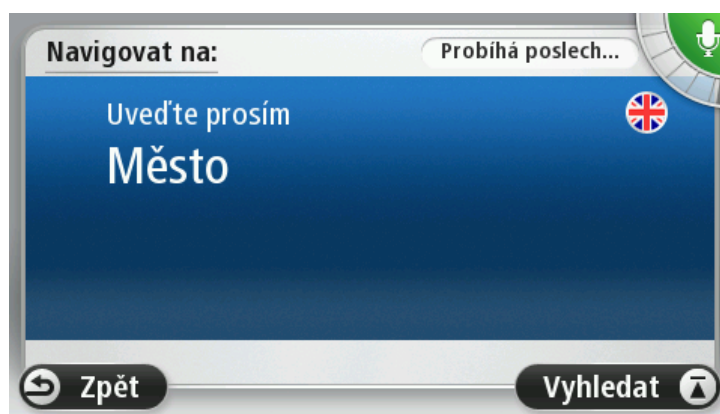 Navigovat na:
Probíhá poslech...
Uveďte prosím
Město
Zpět
Vyhledat